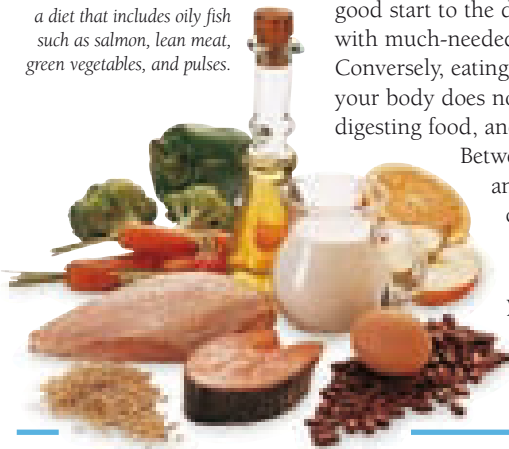 a diet that includes oily fish
such as salmon, lean meat,
green vegetables, and pulses.
good start to the d
with much-needed
Conversely, eating
your body does no
digesting food, and
Betwe
ar